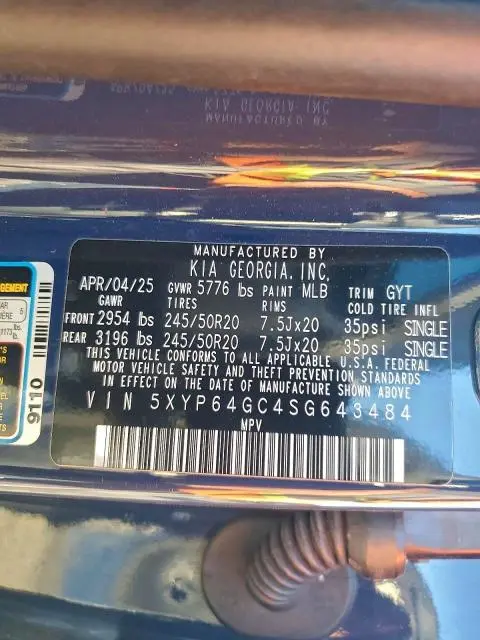 MANUFACTURED BY
KIA GEORGIA, INC.
APR/04/25 GVWR 5776 lbs PAINT MLB TRIM GYT
GAWR TIRES RIMS COLD TIRE INFL
FRONT 2954 lbs 245/50R20 7.5Jx20 35psi SINGLE
REAR 3196 lbs 245/50R20 7.5Jx20 35psi SINGLE
THIS VEHICLE CONFORMS TO ALL APPLICABLE U.S.A. FEDERAL
MOTOR VEHICLE SAFETY AND THEFT PREVENTION STANDARDS
IN EFFECT ON THE DATE OF MANUFACTURE SHOWN ABOVE
VIN 5XYP64GC4SG643484
MPV
9110